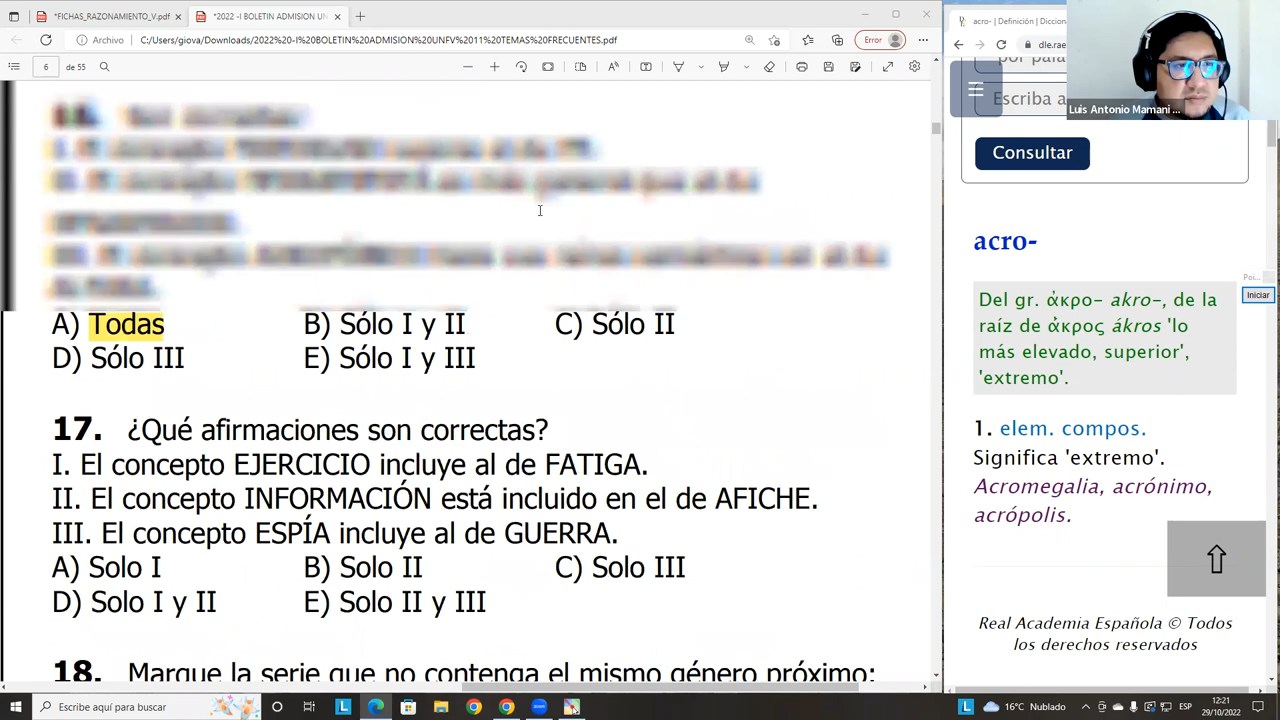 *FICHAS_RAZONAMIENTO_V.pdf
*2022 -I BOLETIN ADMISION UN
acro- | Definición | Diccion
Archivo
C:/Users/giova/Downloads/2022%20-I%20BOLETIN%20ADMISION%20UNFV%2011%20TEMAS%20FRECUENTES.pdf
Error
dle.rae
6
de 55
Escriba a
Luis Antonio Mamani ...
Consultar
acro-
Del gr. ἀκρο- akro-, de la
raíz de ἄκρος ákros 'lo
más elevado, superior',
'extremo'.
Poi...
Iniciar
1. elem. compos.
Significa 'extremo'.
Acromegalia, acrónimo,
acrópolis.
Real Academia Española © Todos
los derechos reservados
A) Todas B) Sólo I y II C) Sólo II
D) Sólo III E) Sólo I y III
17. ¿Qué afirmaciones son correctas?
I. El concepto EJERCICIO incluye al de FATIGA.
II. El concepto INFORMACIÓN está incluido en el de AFICHE.
III. El concepto ESPÍA incluye al de GUERRA.
A) Solo I B) Solo II C) Solo III
D) Solo I y II E) Solo II y III
18. Marque la serie que no contenga el mismo género próximo:
Escribe aquí para buscar
16°C Nublado
ESP
12:21
29/10/2022